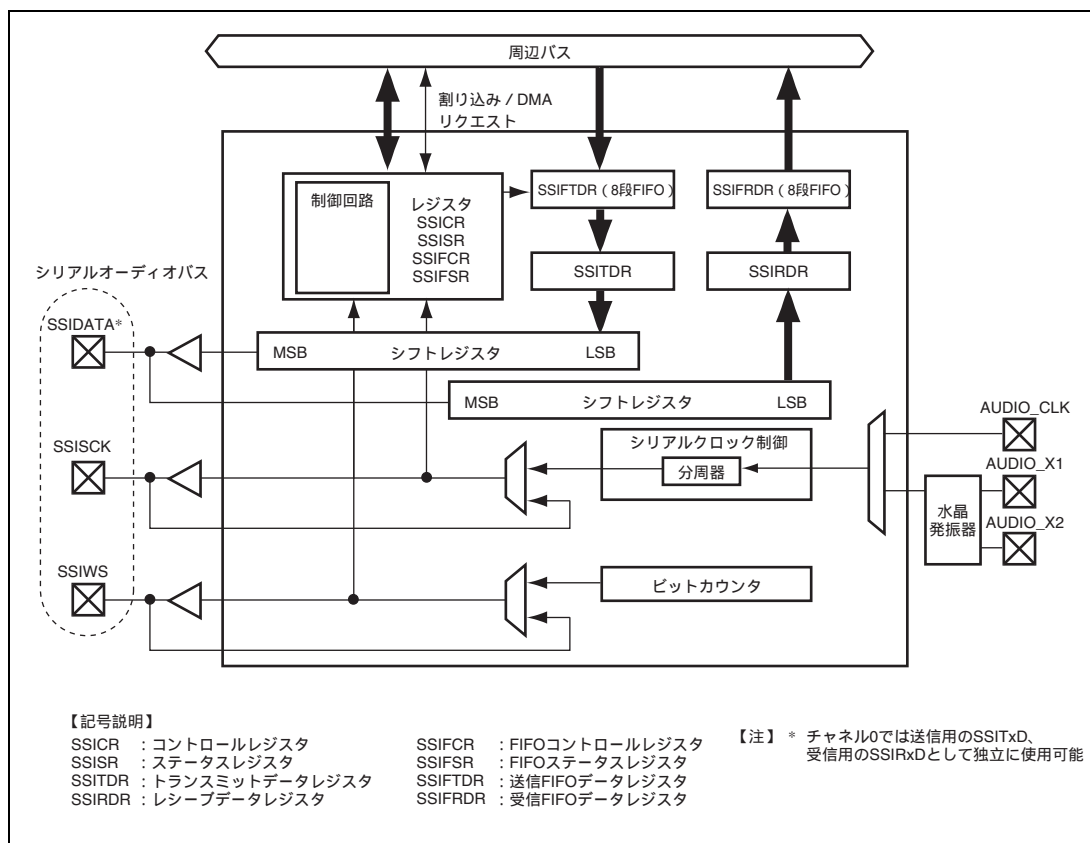 周辺バス
割り込み / DMA
リクエスト
制御回路
レジスタ
SSICR
SSISR
SSIFCR
SSIFSR
SSIFTDR（8段FIFO）
SSIFRDR（8段FIFO）
SSITDR
SSIRDR
シリアルオーディオバス
SSIDATA*
MSB シフトレジスタ LSB
MSB シフトレジスタ LSB
SSISCK
シリアルクロック制御
分周器
AUDIO_CLK
AUDIO_X1
水晶
発振器
AUDIO_X2
SSIWS
ビットカウンタ
【記号説明】
SSICR ：コントロールレジスタ
SSISR ：ステータスレジスタ
SSITDR ：トランスミットデータレジスタ
SSIRDR ：レシーブデータレジスタ
SSIFCR ：FIFOコントロールレジスタ
SSIFSR ：FIFOステータスレジスタ
SSIFTDR ：送信FIFOデータレジスタ
SSIFRDR ：受信FIFOデータレジスタ
【注】 * チャネル0では送信用のSSITxD、
受信用のSSIRxDとして独立に使用可能